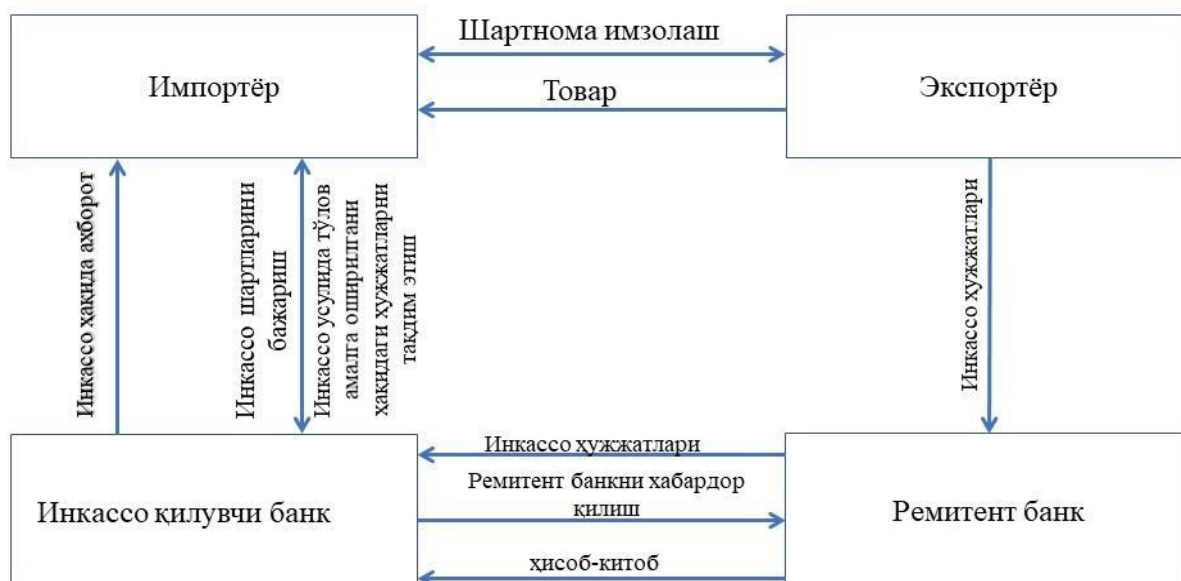 Шартнома имзолаш
Импортёр
Экспортёр
Товар
Инкассо ҳақида ахборот
Инкассо шартларини
бажариш
Инкассо усулида тўлов
амалга оширилгани
ҳақидаги ҳужжатларни
тақдим этиш
Инкассо ҳужжатлари
Инкассо ҳужжатлари
Ремитент банкни хабардор
қилиш
Инкассо қилувчи банк
Ремитент банк
ҳисоб-китоб